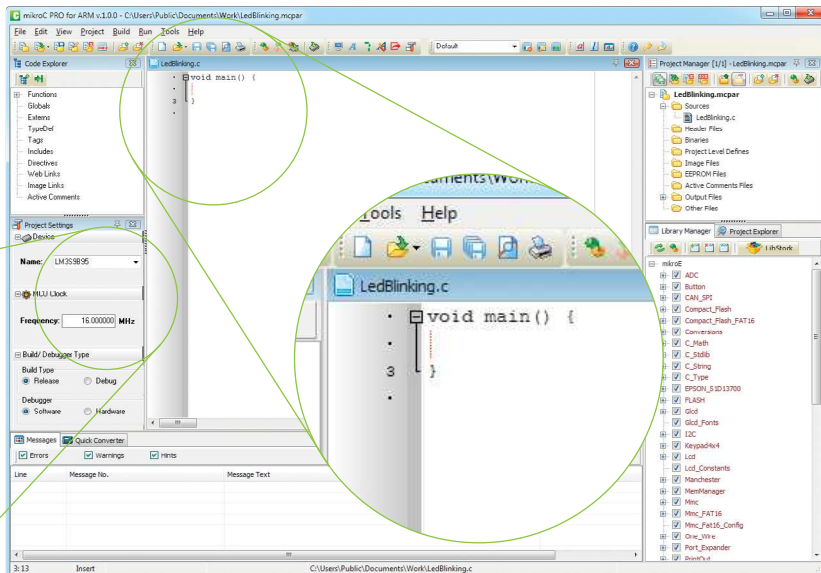 mikroC PRO for ARM v.1.0.0 - C:\Users\Public\Documents\Work\LedBlinking.mcpar
File Edit View Project Build Run Tools Help
Default
Code Explorer
Functions
Globals
Externs
TypeDef
Tags
Includes
Directives
Web Links
Image Links
Active Comments
Project Settings
Device
Name: LM3S9B95
MCU Clock
Frequency: 16.000000 MHz
Build/ Debugger Type
Build Type
Release Debug
Debugger
Software Hardware
LedBlinking.c
void main() {
3 }
Tools Help
LedBlinking.c
void main() {
3 }
Project Manager [1/1] - LedBlinking.mcpar
LedBlinking.mcpar
Sources
LedBlinking.c
Header Files
Binaries
Project Level Defines
Image Files
EEPROM Files
Active Comments Files
Output Files
Other Files
Library Manager Project Explorer
LibStock
mikroE
ADC
Button
CAN_SPI
Compact_Flash
Compact_Flash_FAT16
Conversions
C_Math
C_Stdlib
C_String
C_Type
EPSON_S1D13700
FLASH
Glcd
Glcd_Fonts
I2C
Keypad4x4
Lcd
Lcd_Constants
Manchester
MemManager
Mmc
Mmc_FAT16
Mmc_Fat16_Config
One_Wire
Port_Expander
PrintOut
Messages Quick Converter
Errors Warnings Hints
Line Message No. Message Text
3: 13 Insert C:\Users\Public\Documents\Work\LedBlinking.c